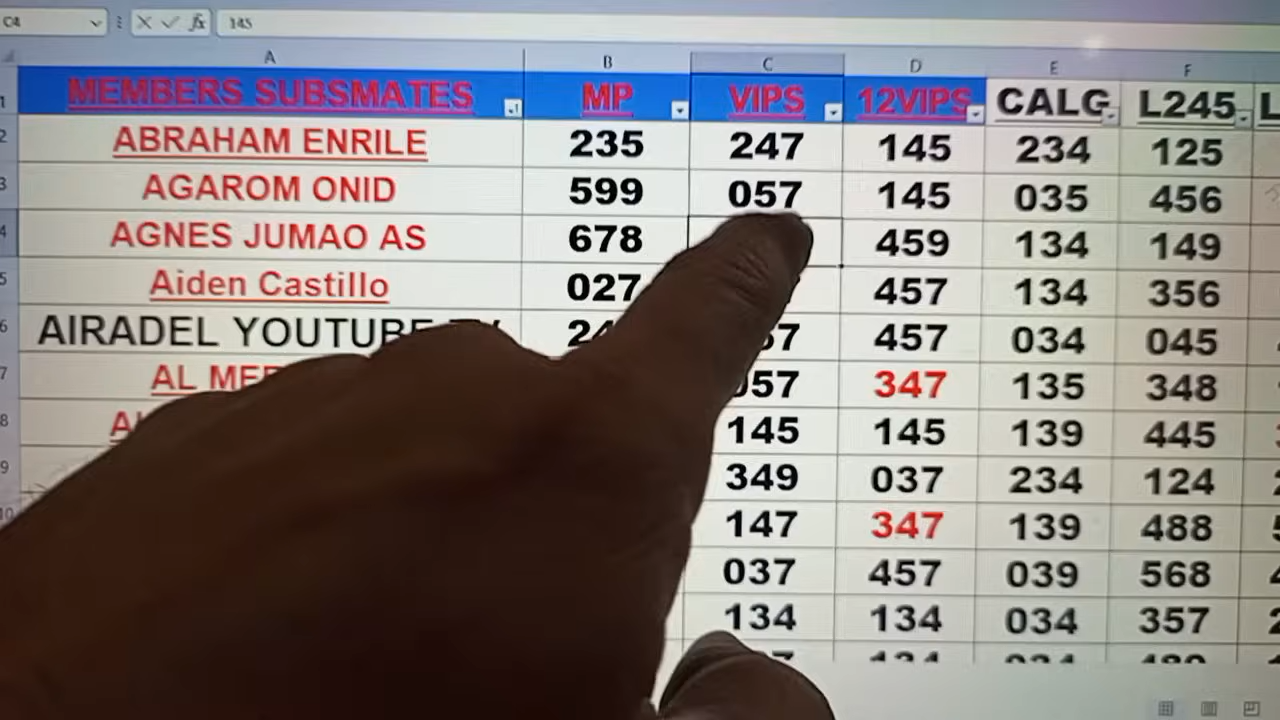 C4 fx 145
A B C D E F
1 MEMBERS SUBSMATES MP VIPS 12VIPS CALG L245
2 ABRAHAM ENRILE 235 247 145 234 125
3 AGAROM ONID 599 057 145 035 456
4 AGNES JUMAO AS 678 459 134 149
5 Aiden Castillo 027 457 134 356
6 AIRADEL YOUTUBE 457 034 045
7 AL 057 347 135 348
8 145 145 139 445
9 349 037 234 124
10 147 347 139 488
037 457 039 568
134 134 034 357